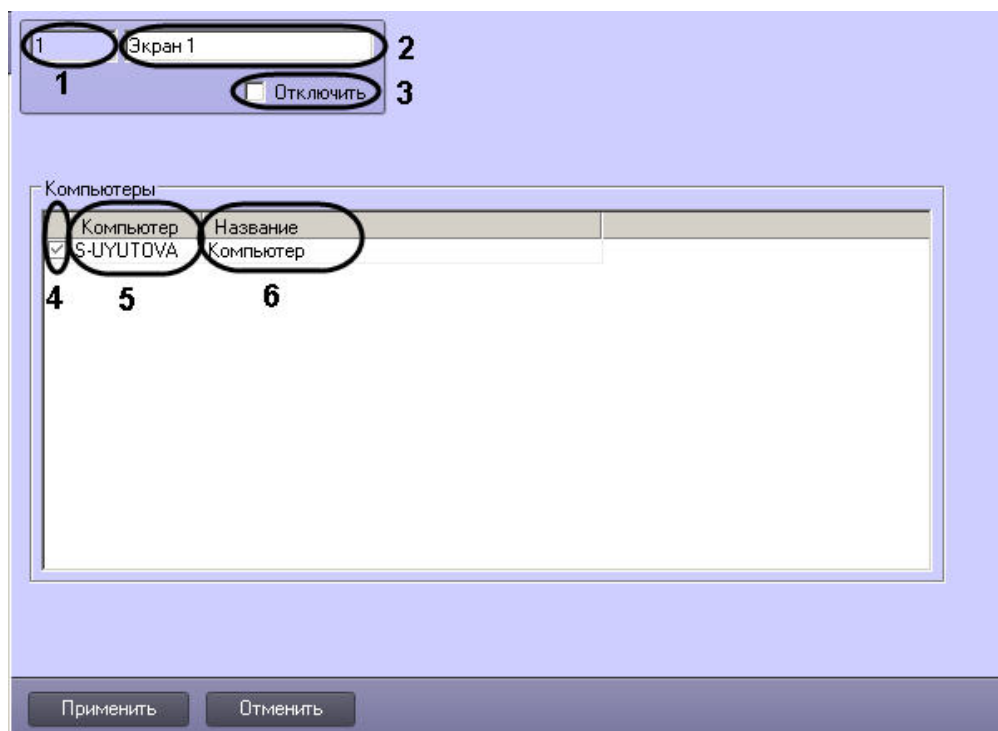 1 Экран 1 2
1 Отключить 3
Компьютеры
Компьютер Название
S-UYUTOVA Компьютер
4 5 6
Применить Отменить